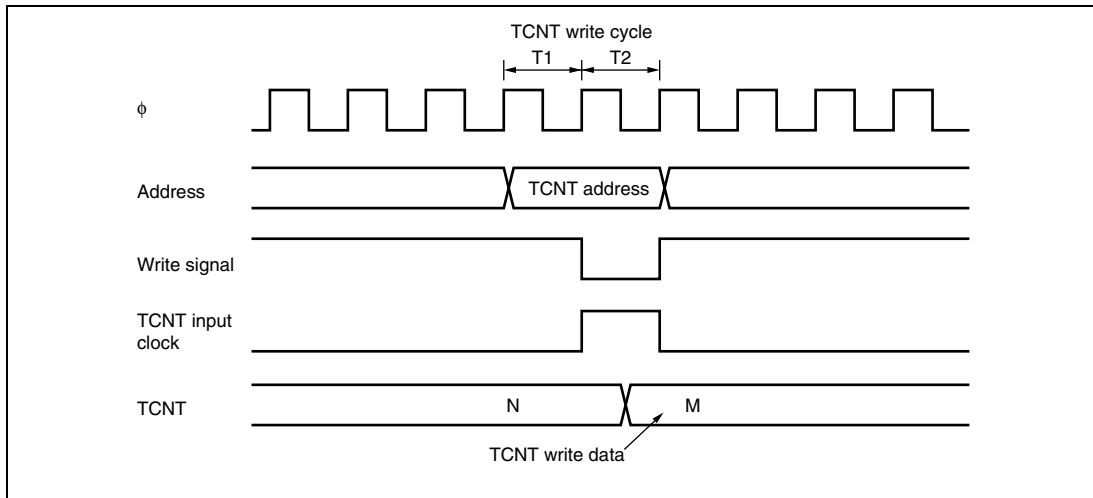 TCNT write cycle
T1 T2
ϕ
Address
TCNT address
Write signal
TCNT input
clock
TCNT
N
M
TCNT write data